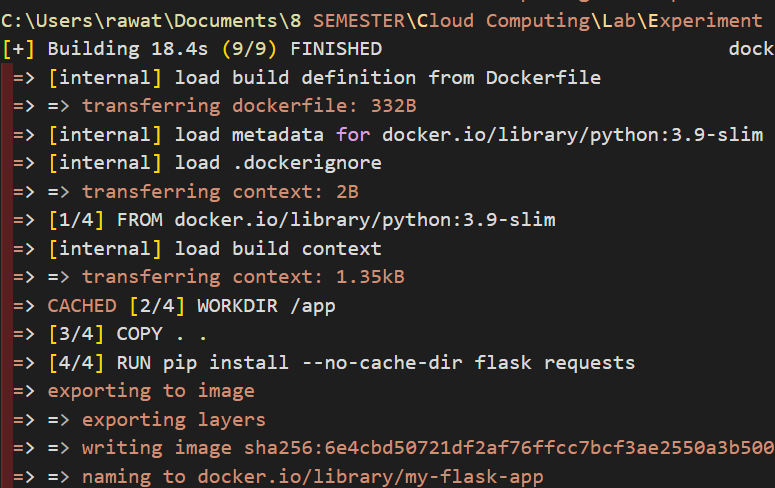 C:\Users\rawat\Documents\8 SEMESTER\Cloud Computing\Lab\Experiment
[+] Building 18.4s (9/9) FINISHED dock
=> [internal] load build definition from Dockerfile
=> => transferring dockerfile: 332B
=> [internal] load metadata for docker.io/library/python:3.9-slim
=> [internal] load .dockerignore
=> => transferring context: 2B
=> [1/4] FROM docker.io/library/python:3.9-slim
=> [internal] load build context
=> => transferring context: 1.35kB
=> CACHED [2/4] WORKDIR /app
=> [3/4] COPY . .
=> [4/4] RUN pip install --no-cache-dir flask requests
=> exporting to image
=> => exporting layers
=> => writing image sha256:6e4cbd50721df2af76ffcc7bcf3ae2550a3b500
=> => naming to docker.io/library/my-flask-app